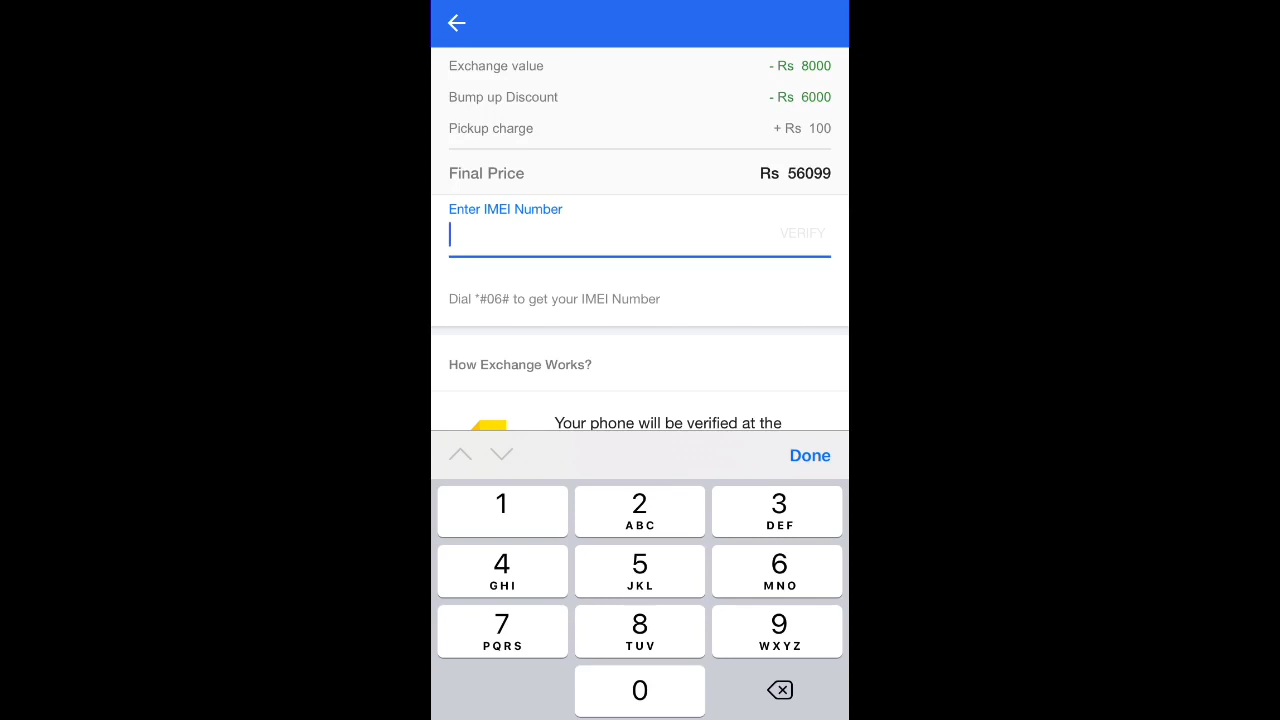 Exchange value - Rs 8000
Bump up Discount - Rs 6000
Pickup charge + Rs 100
Final Price Rs 56099
Enter IMEI Number
VERIFY
Dial *#06# to get your IMEI Number
How Exchange Works?
Your phone will be verified at the
Done
1 2 3
ABC DEF
4 5 6
GHI JKL MNO
7 8 9
PQRS TUV WXYZ
0